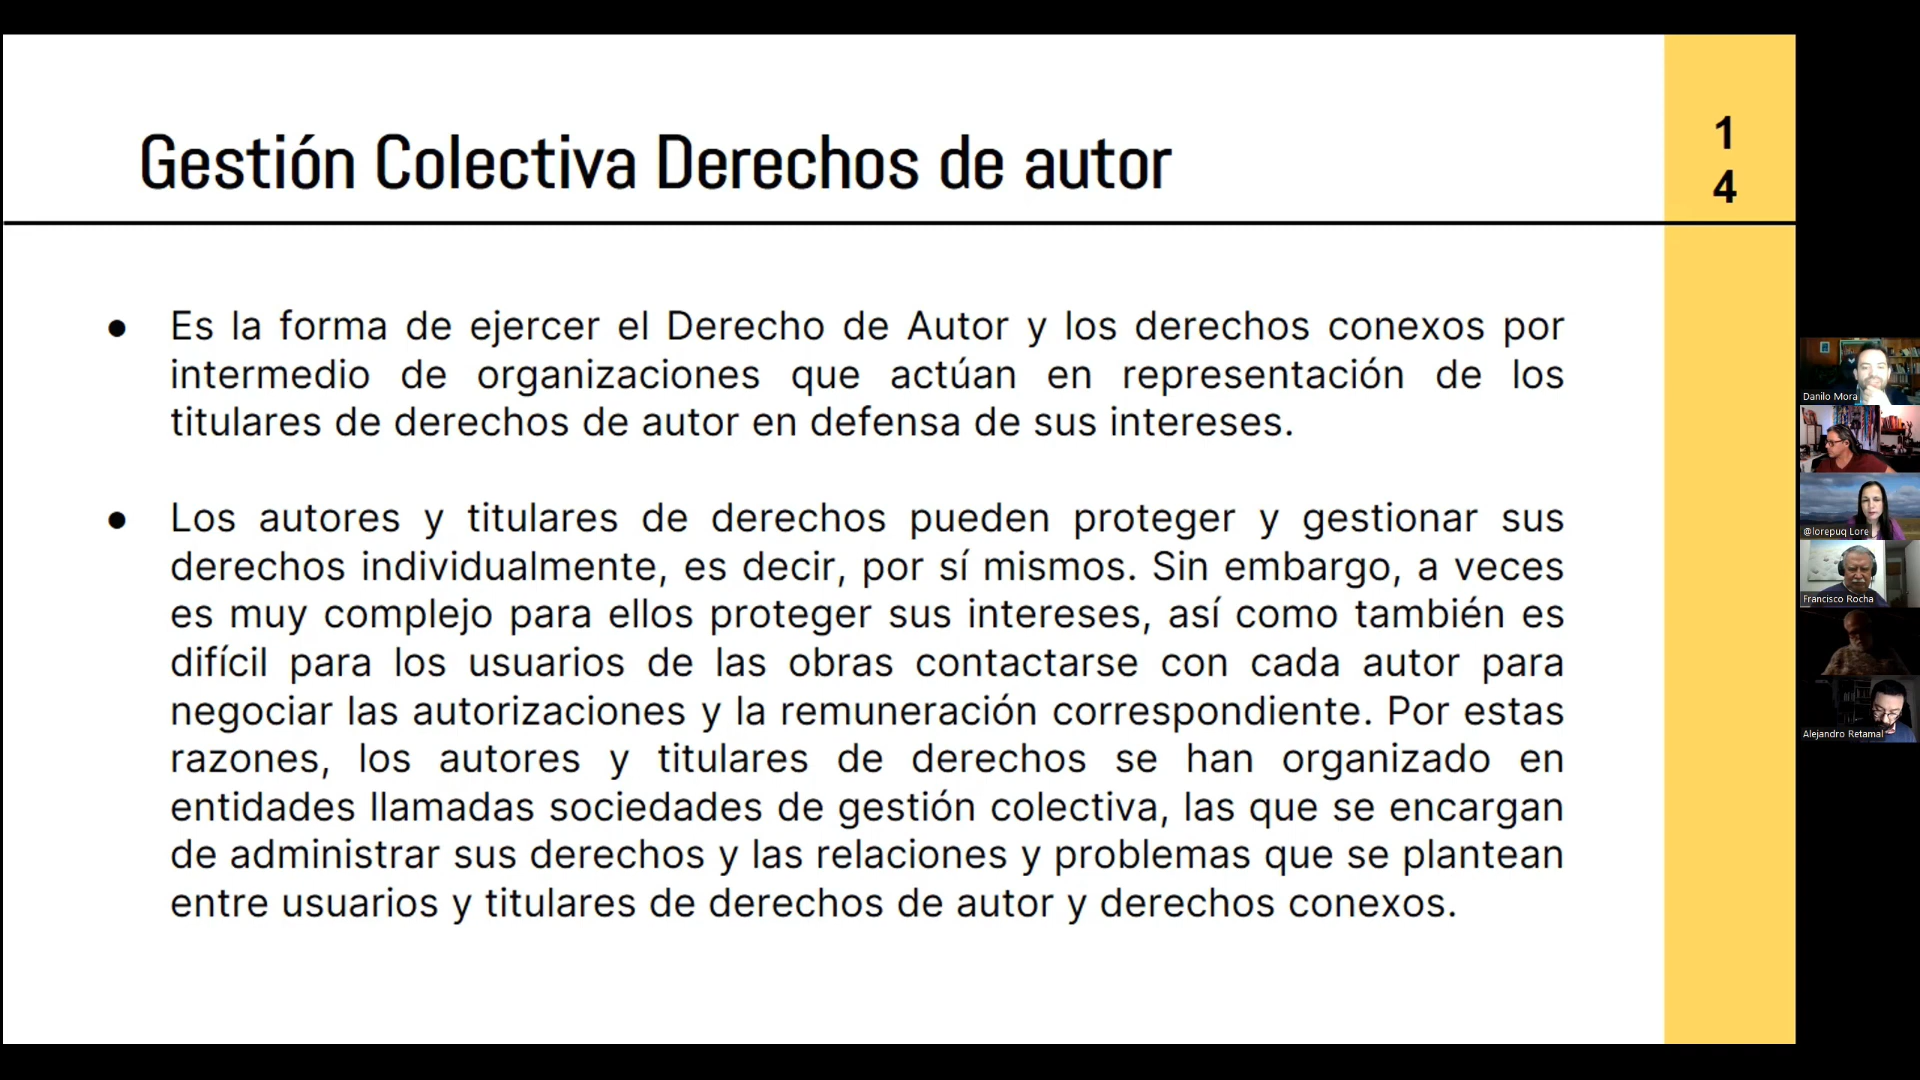 Gestión Colectiva Derechos de autor
1
4
● Es la forma de ejercer el Derecho de Autor y los derechos conexos por
intermedio de organizaciones que actúan en representación de los
titulares de derechos de autor en defensa de sus intereses.
● Los autores y titulares de derechos pueden proteger y gestionar sus
derechos individualmente, es decir, por sí mismos. Sin embargo, a veces
es muy complejo para ellos proteger sus intereses, así como también es
difícil para los usuarios de las obras contactarse con cada autor para
negociar las autorizaciones y la remuneración correspondiente. Por estas
razones, los autores y titulares de derechos se han organizado en
entidades llamadas sociedades de gestión colectiva, las que se encargan
de administrar sus derechos y las relaciones y problemas que se plantean
entre usuarios y titulares de derechos de autor y derechos conexos.
Danilo Mora
@lorepuq Lore
Francisco Rocha
Alejandro Retamal